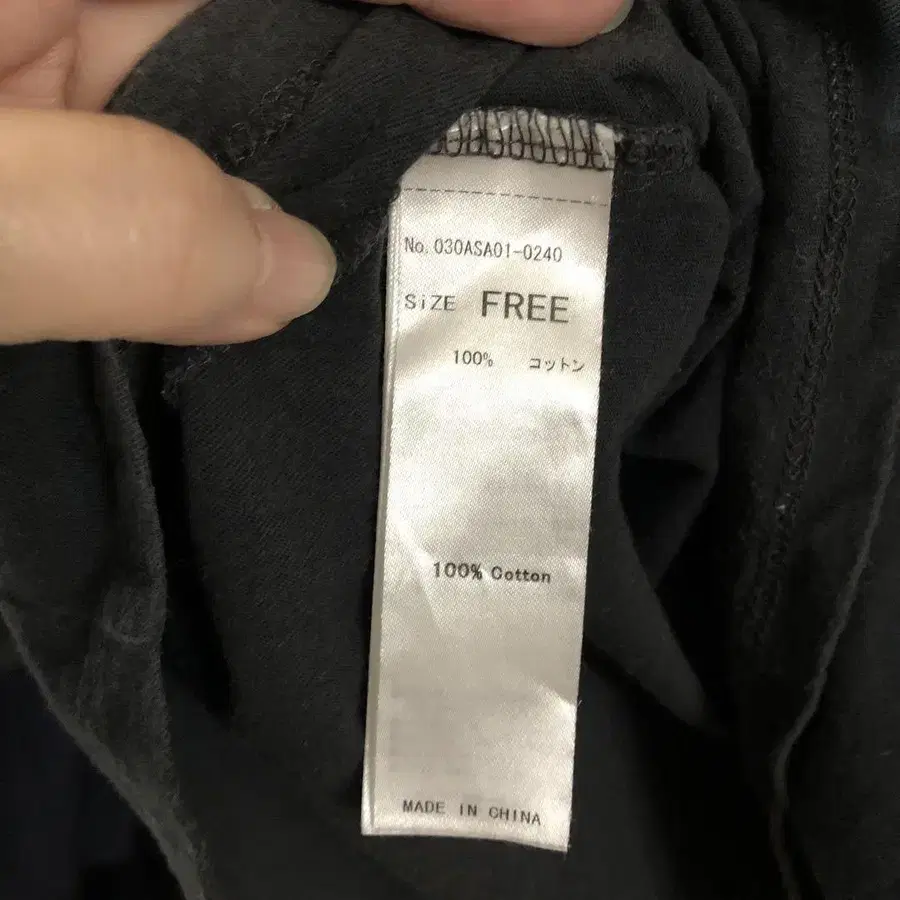 No. 030ASA01-0240
SiZE FREE
100% コットン
100% Cotton
MADE IN CHINA